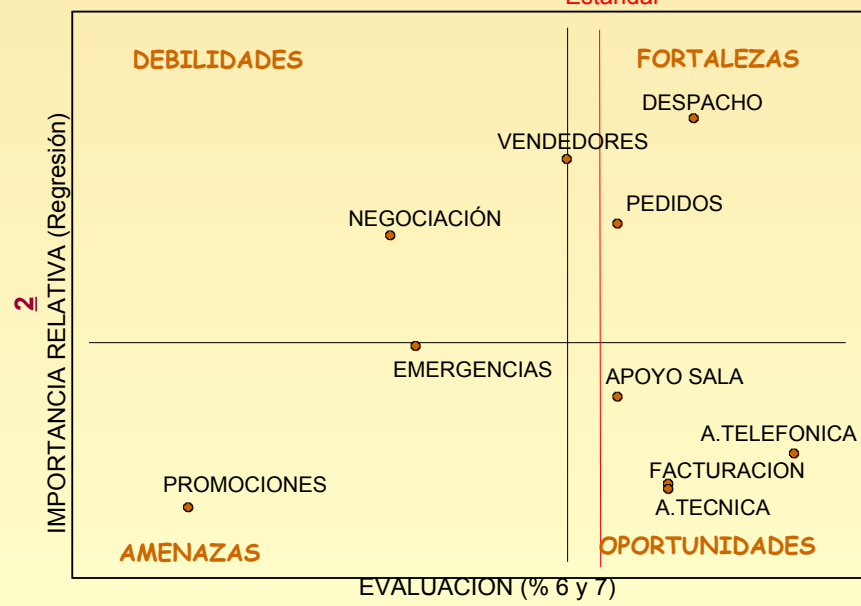 Estándar
DEBILIDADES
FORTALEZAS
DESPACHO
VENDEDORES
PEDIDOS
NEGOCIACIÓN
2
IMPORTANCIA RELATIVA (Regresión)
EMERGENCIAS
APOYO SALA
A.TELEFONICA
FACTURACION
PROMOCIONES
A.TECNICA
AMENAZAS
OPORTUNIDADES
EVALUACION (% 6 y 7)